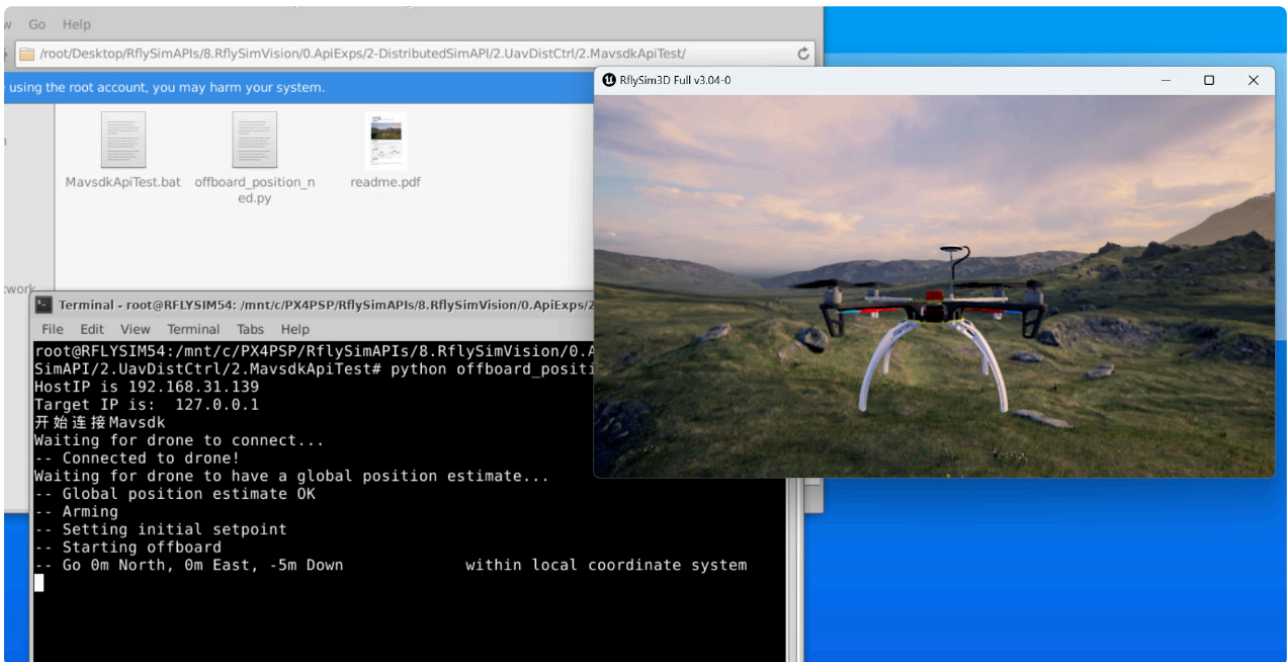 Go Help
/root/Desktop/RflySimAPIs/8.RflySimVision/0.ApiExps/2-DistributedSimAPI/2.UavDistCtrl/2.MavsdkApiTest/
using the root account, you may harm your system.
RflySim3D Full v3.04-0
MavsdkApiTest.bat
offboard_position_n
ed.py
readme.pdf
twork
Terminal - root@RFLYSIM54: /mnt/c/PX4PSP/RflySimAPIs/8.RflySimVision/0.ApiExps/2
File Edit View Terminal Tabs Help
root@RFLYSIM54:/mnt/c/PX4PSP/RflySimAPIs/8.RflySimVision/0.A
SimAPI/2.UavDistCtrl/2.MavsdkApiTest# python offboard_positi
HostIP is 192.168.31.139
Target IP is: 127.0.0.1
开始连接Mavsdk
Waiting for drone to connect...
-- Connected to drone!
Waiting for drone to have a global position estimate...
-- Global position estimate OK
-- Arming
-- Setting initial setpoint
-- Starting offboard
-- Go 0m North, 0m East, -5m Down within local coordinate system